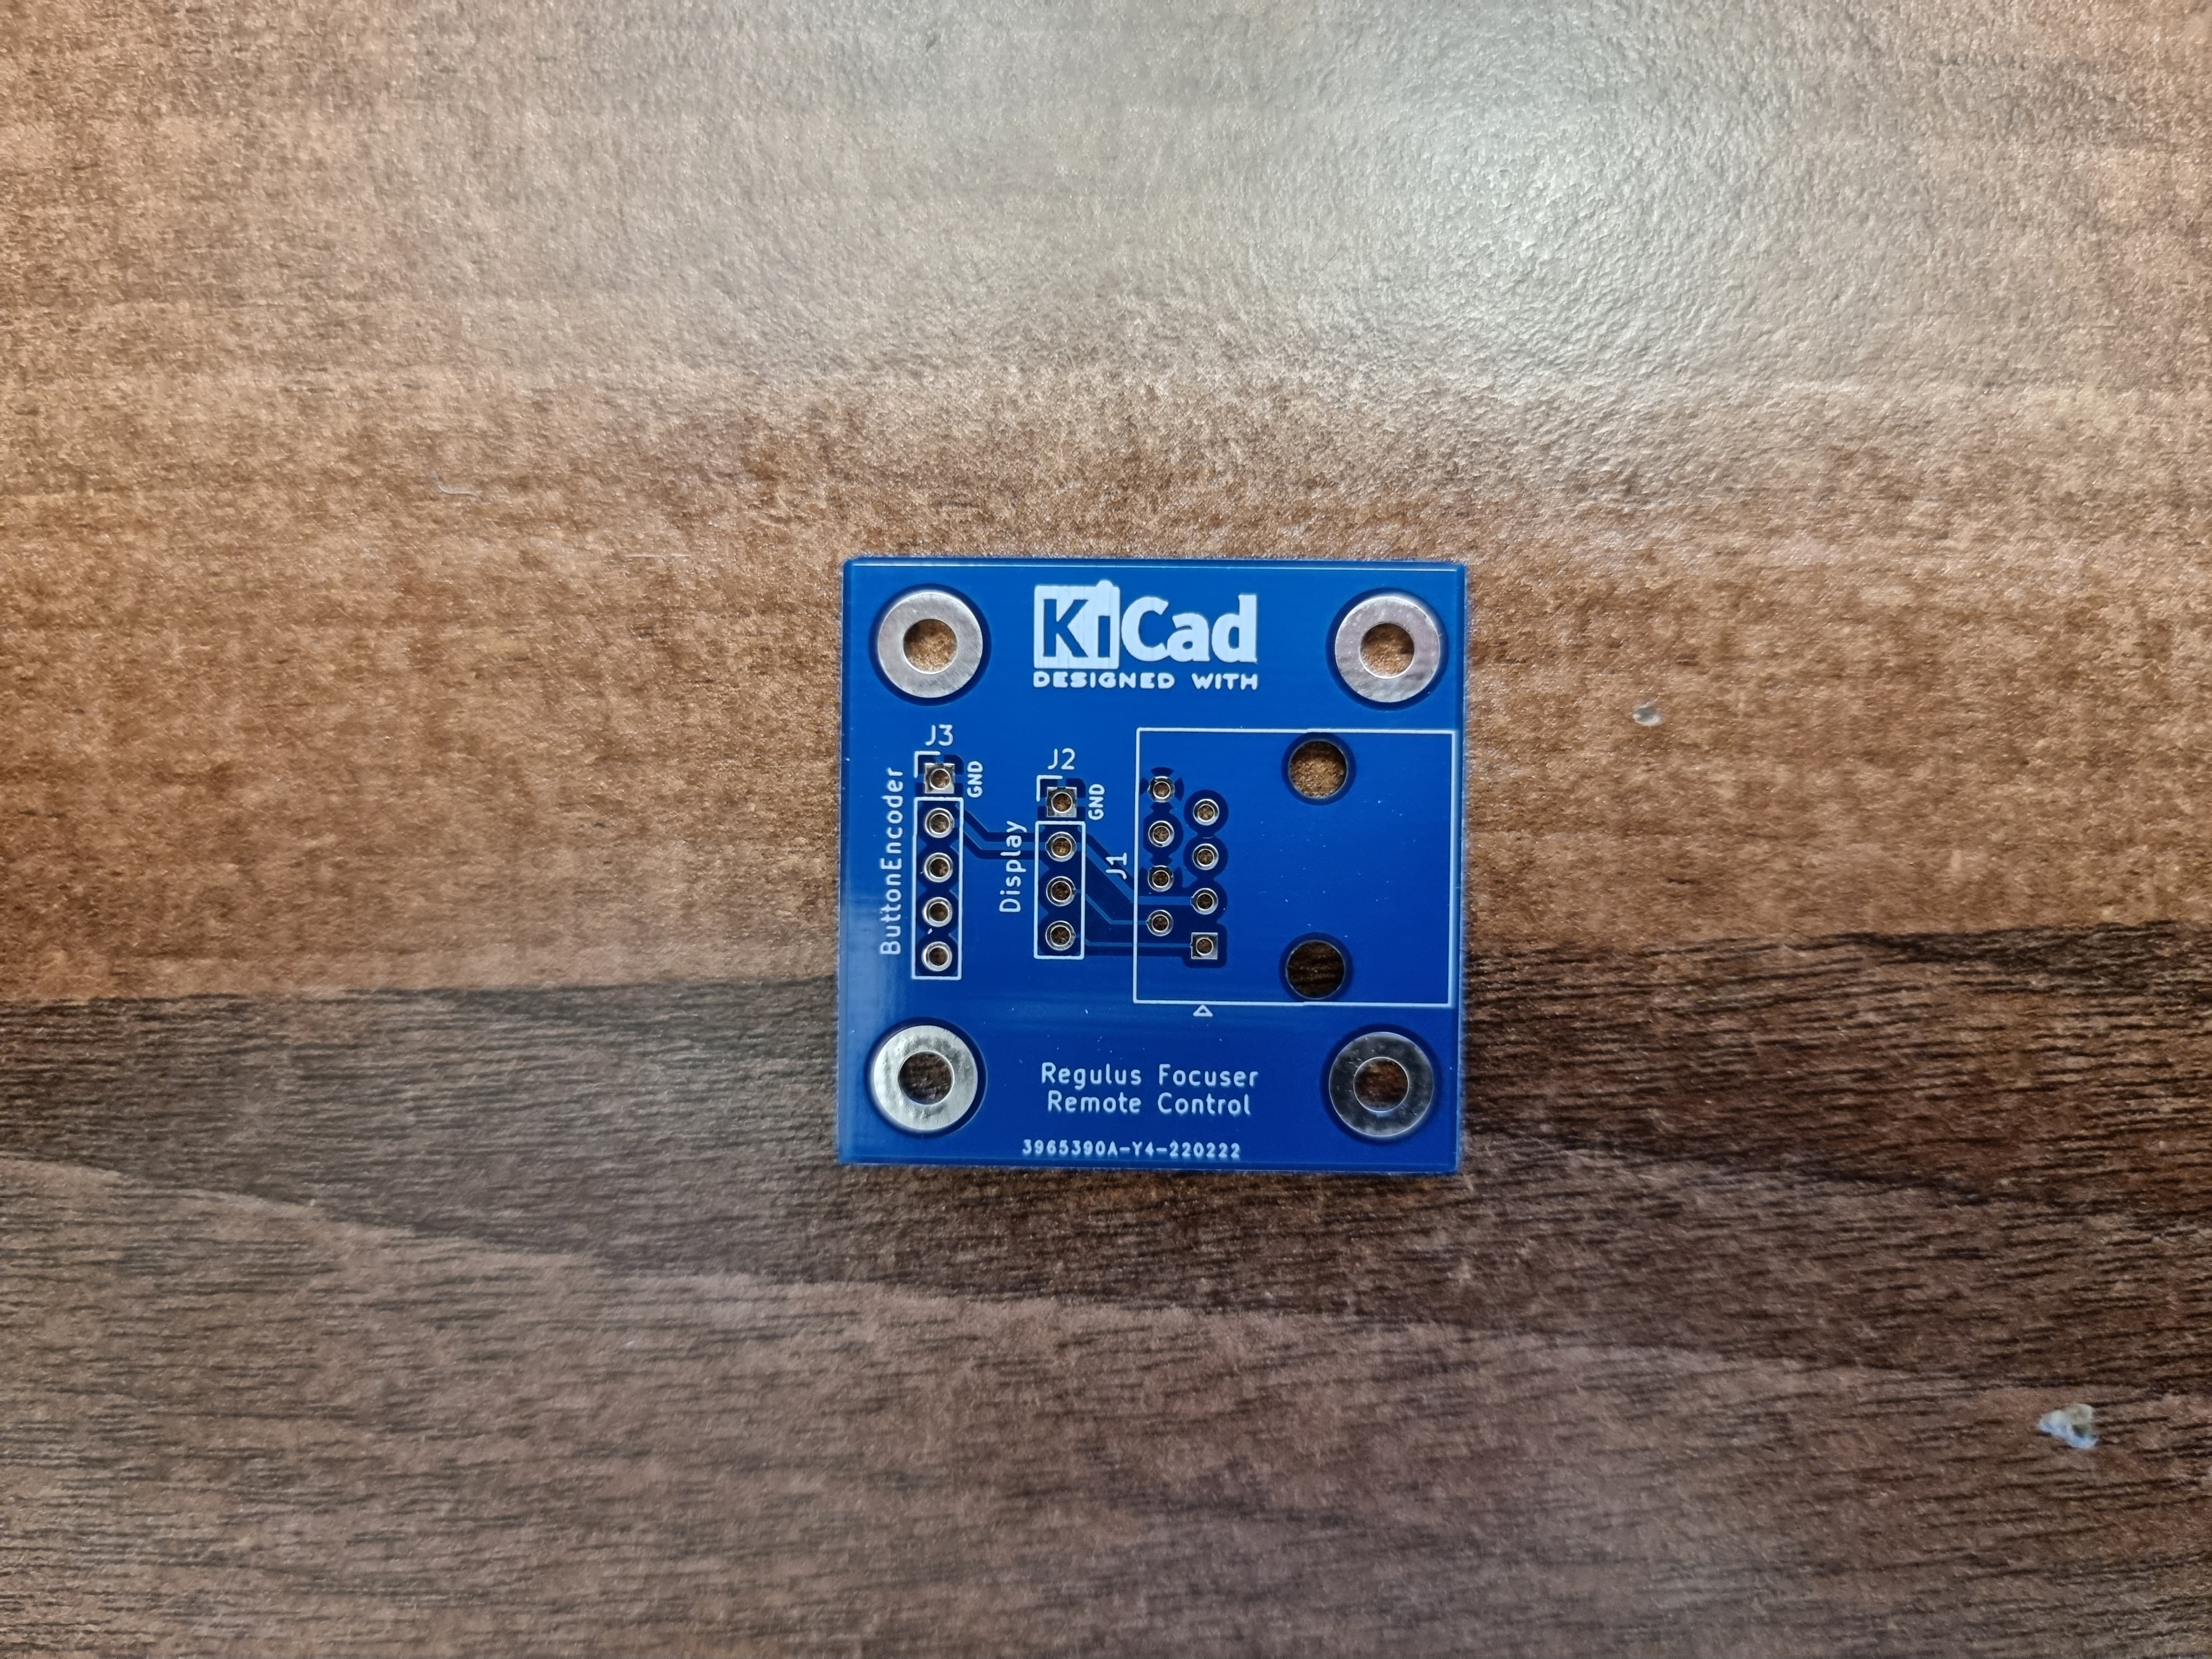 DESIGNED WITH
KiCad
J3
GND
ButtonEncoder
J2
GND
Display
J1
Regulus Focuser
Remote Control
3965390A-Y4-220222